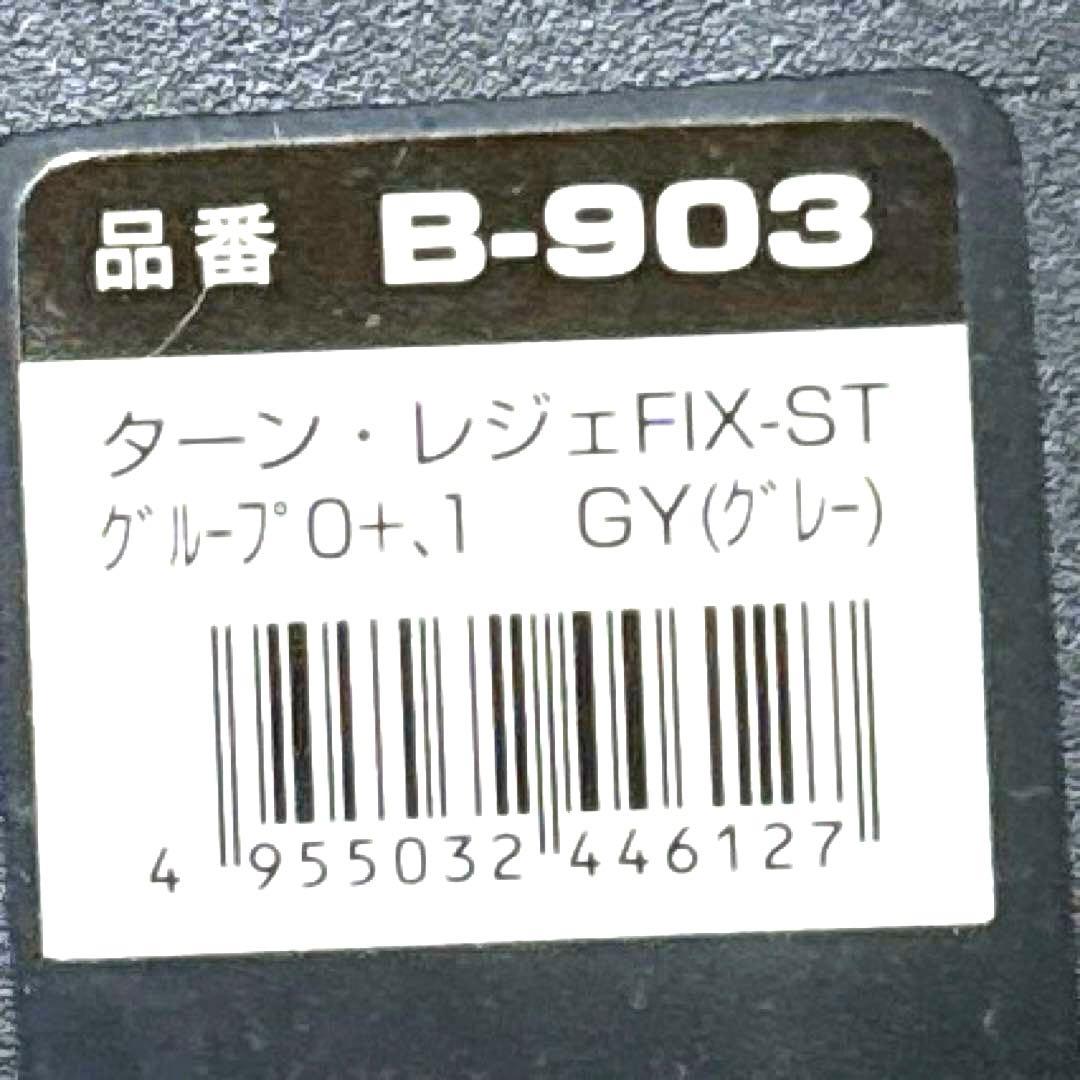 品番 B-903
ターン・レジェFIX-ST
ｸﾞﾙｰﾌﾟ0+､1 GY(ｸﾞﾚｰ)
4 955032 446127